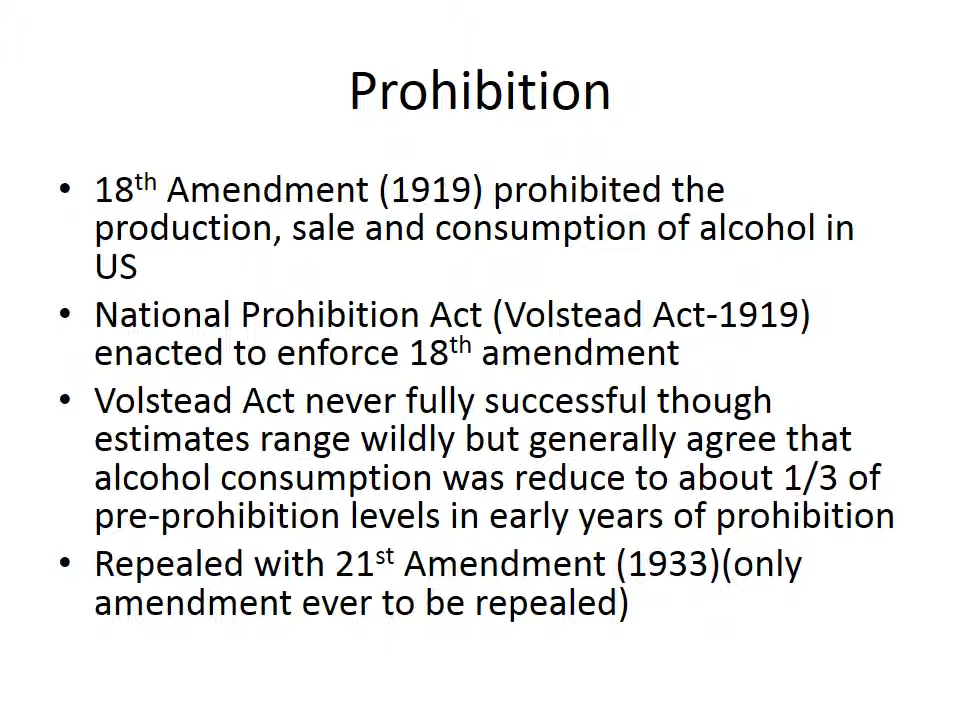 Prohibition
• 18th Amendment (1919) prohibited the
production, sale and consumption of alcohol in
US
• National Prohibition Act (Volstead Act-1919)
enacted to enforce 18th amendment
• Volstead Act never fully successful though
estimates range wildly but generally agree that
alcohol consumption was reduce to about 1/3 of
pre-prohibition levels in early years of prohibition
• Repealed with 21st Amendment (1933)(only
amendment ever to be repealed)